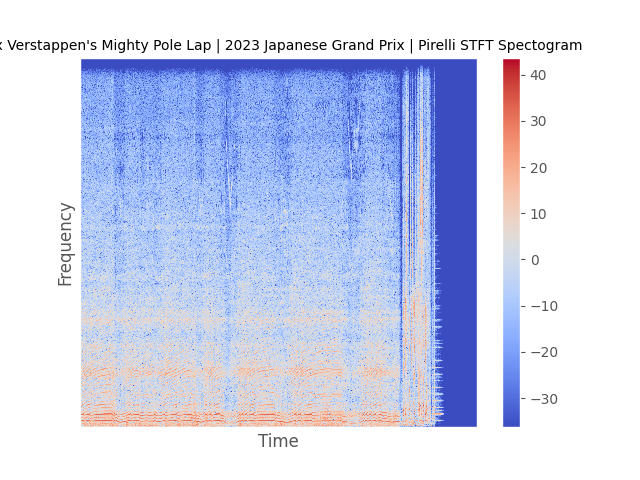 x Verstappen's Mighty Pole Lap | 2023 Japanese Grand Prix | Pirelli STFT Spectogram
Frequency
Time
40
30
20
10
0
−10
−20
−30